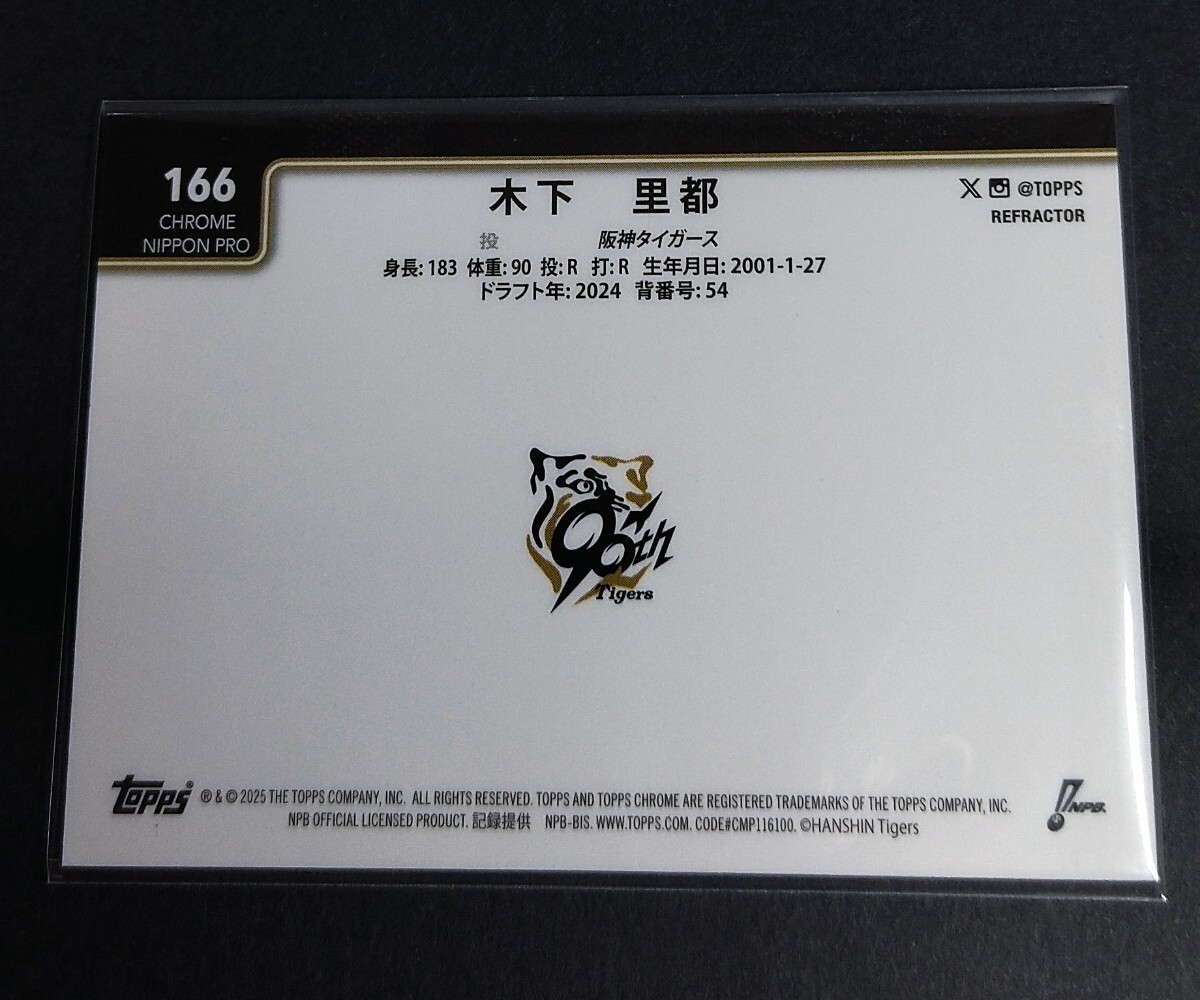 166
CHROME
NIPPON PRO
木下　里都
投　阪神タイガース
身長: 183 体重: 90 投: R 打: R 生年月日: 2001-1-27
ドラフト年: 2024 背番号: 54
X @TOPPS
REFRACTOR
90th
Tigers
topps® ® & © 2025 THE TOPPS COMPANY, INC. ALL RIGHTS RESERVED. TOPPS AND TOPPS CHROME ARE REGISTERED TRADEMARKS OF THE TOPPS COMPANY, INC.
NPB OFFICIAL LICENSED PRODUCT. 記録提供 NPB-BIS. WWW.TOPPS.COM. CODE#CMP116100. ©HANSHIN Tigers
NPB